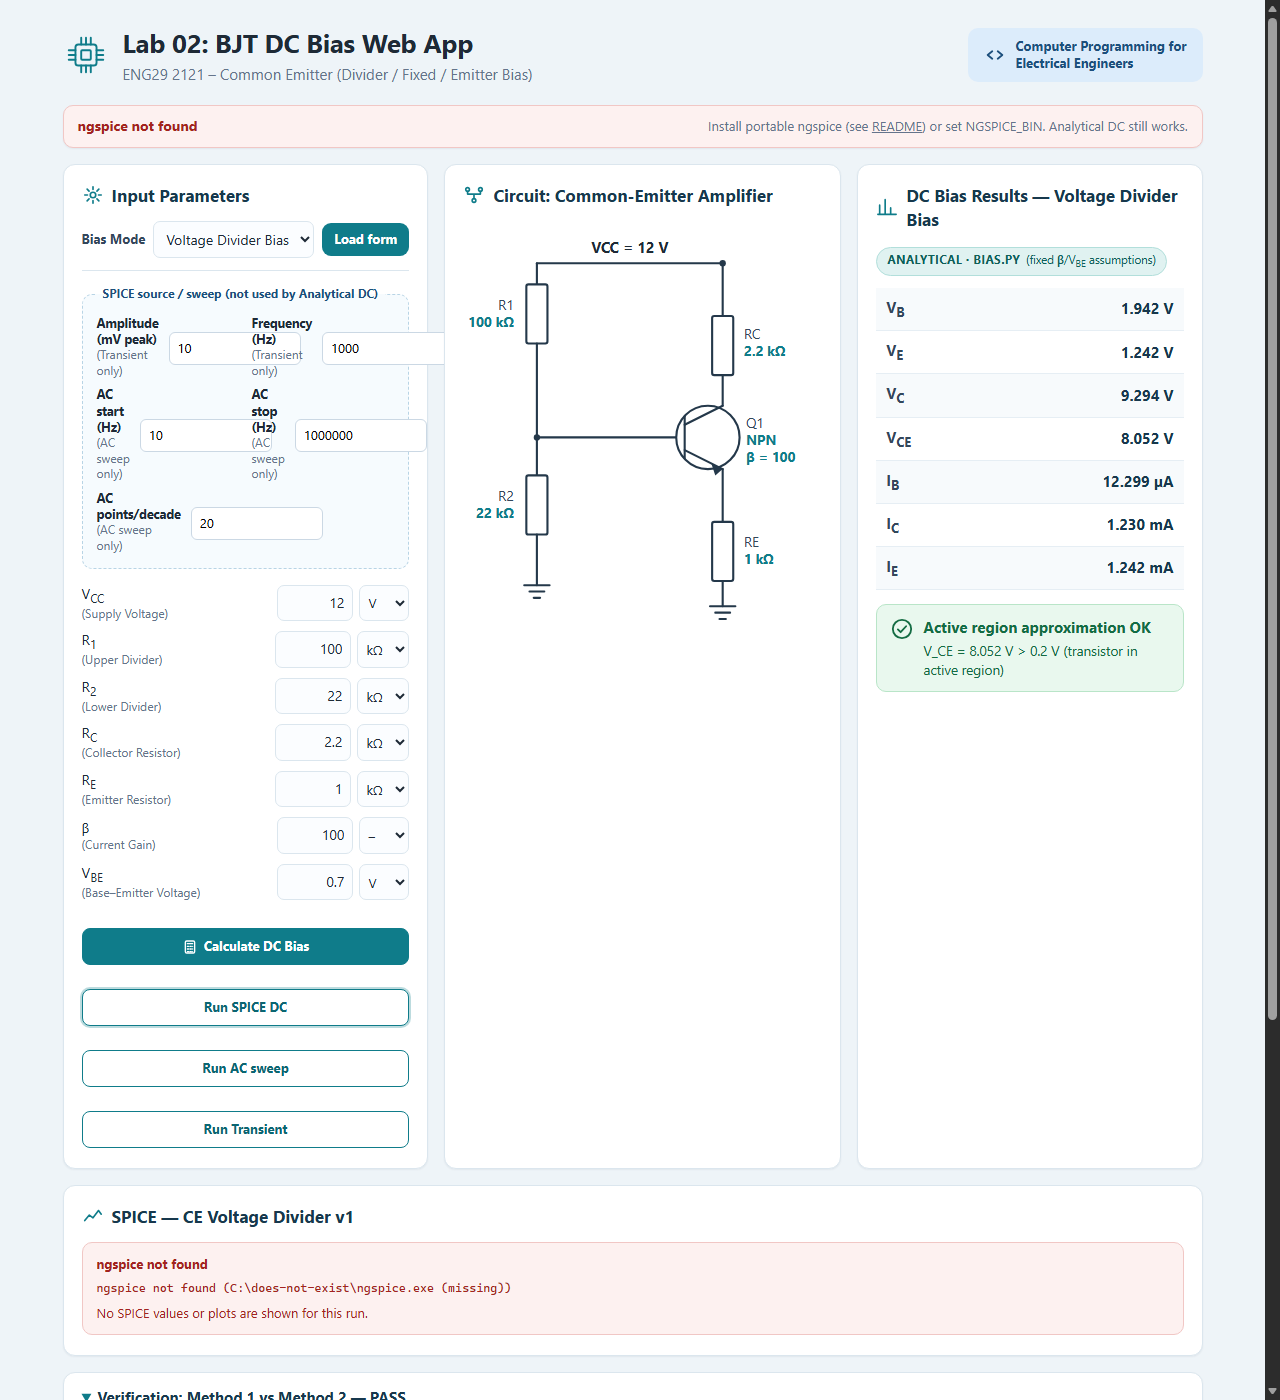 Lab 02: BJT DC Bias Web App
ENG29 2121 – Common Emitter (Divider / Fixed / Emitter Bias)
Computer Programming for
Electrical Engineers
ngspice not found
Install portable ngspice (see README) or set NGSPICE_BIN. Analytical DC still works.
Input Parameters
Bias Mode
Voltage Divider Bias
Load form
SPICE source / sweep (not used by Analytical DC)
Amplitude
(mV peak)
(Transient
only)
10
Frequency
(Hz)
(Transient
only)
1000
AC
start
(Hz)
(AC
sweep
only)
10
AC
stop
(Hz)
(AC
sweep
only)
1000000
AC
points/decade
(AC sweep
only)
20
VCC
(Supply Voltage)
12
V
R1
(Upper Divider)
100
kΩ
R2
(Lower Divider)
22
kΩ
RC
(Collector Resistor)
2.2
kΩ
RE
(Emitter Resistor)
1
kΩ
β
(Current Gain)
100
–
VBE
(Base–Emitter Voltage)
0.7
V
Calculate DC Bias
Run SPICE DC
Run AC sweep
Run Transient
Circuit: Common-Emitter Amplifier
VCC = 12 V
R1
100 kΩ
RC
2.2 kΩ
Q1
NPN
β = 100
R2
22 kΩ
RE
1 kΩ
DC Bias Results — Voltage Divider
Bias
ANALYTICAL · BIAS.PY (fixed β/VBE assumptions)
VB 1.942 V
VE 1.242 V
VC 9.294 V
VCE 8.052 V
IB 12.299 µA
IC 1.230 mA
IE 1.242 mA
Active region approximation OK
V_CE = 8.052 V > 0.2 V (transistor in
active region)
SPICE — CE Voltage Divider v1
ngspice not found
ngspice not found (C:\does-not-exist\ngspice.exe (missing))
No SPICE values or plots are shown for this run.
Verification: Method 1 vs Method 2 — PASS